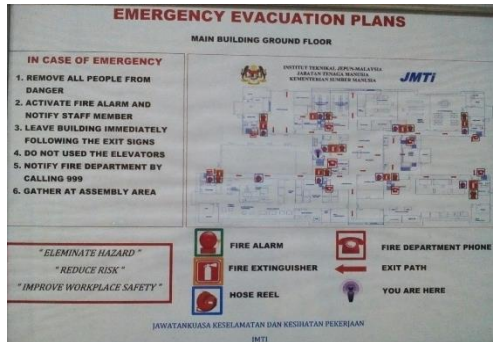 EMERGENCY EVACUATION PLANS
MAIN BUILDING GROUND FLOOR
IN CASE OF EMERGENCY
1. REMOVE ALL PEOPLE FROM
DANGER
2. ACTIVATE FIRE ALARM AND
NOTIFY STAFF MEMBER
3. LEAVE BUILDING IMMEDIATELY
FOLLOWING THE EXIT SIGNS
4. DO NOT USED THE ELEVATORS
5. NOTIFY FIRE DEPARTMENT BY
CALLING 999
6. GATHER AT ASSEMBLY AREA
INSTITUT TEKNIKAL JEPUN-MALAYSIA
JABATAN TENAGA MANUSIA
KEMENTERIAN SUMBER MANUSIA
JMTi
" ELEMINATE HAZARD "
" REDUCE RISK "
" IMPROVE WORKPLACE SAFETY "
FIRE ALARM
FIRE EXTINGUISHER
HOSE REEL
FIRE DEPARTMENT PHONE
EXIT PATH
YOU ARE HERE
JAWATANKUASA KESELAMATAN DAN KESIHATAN PEKERJAAN
JMTI